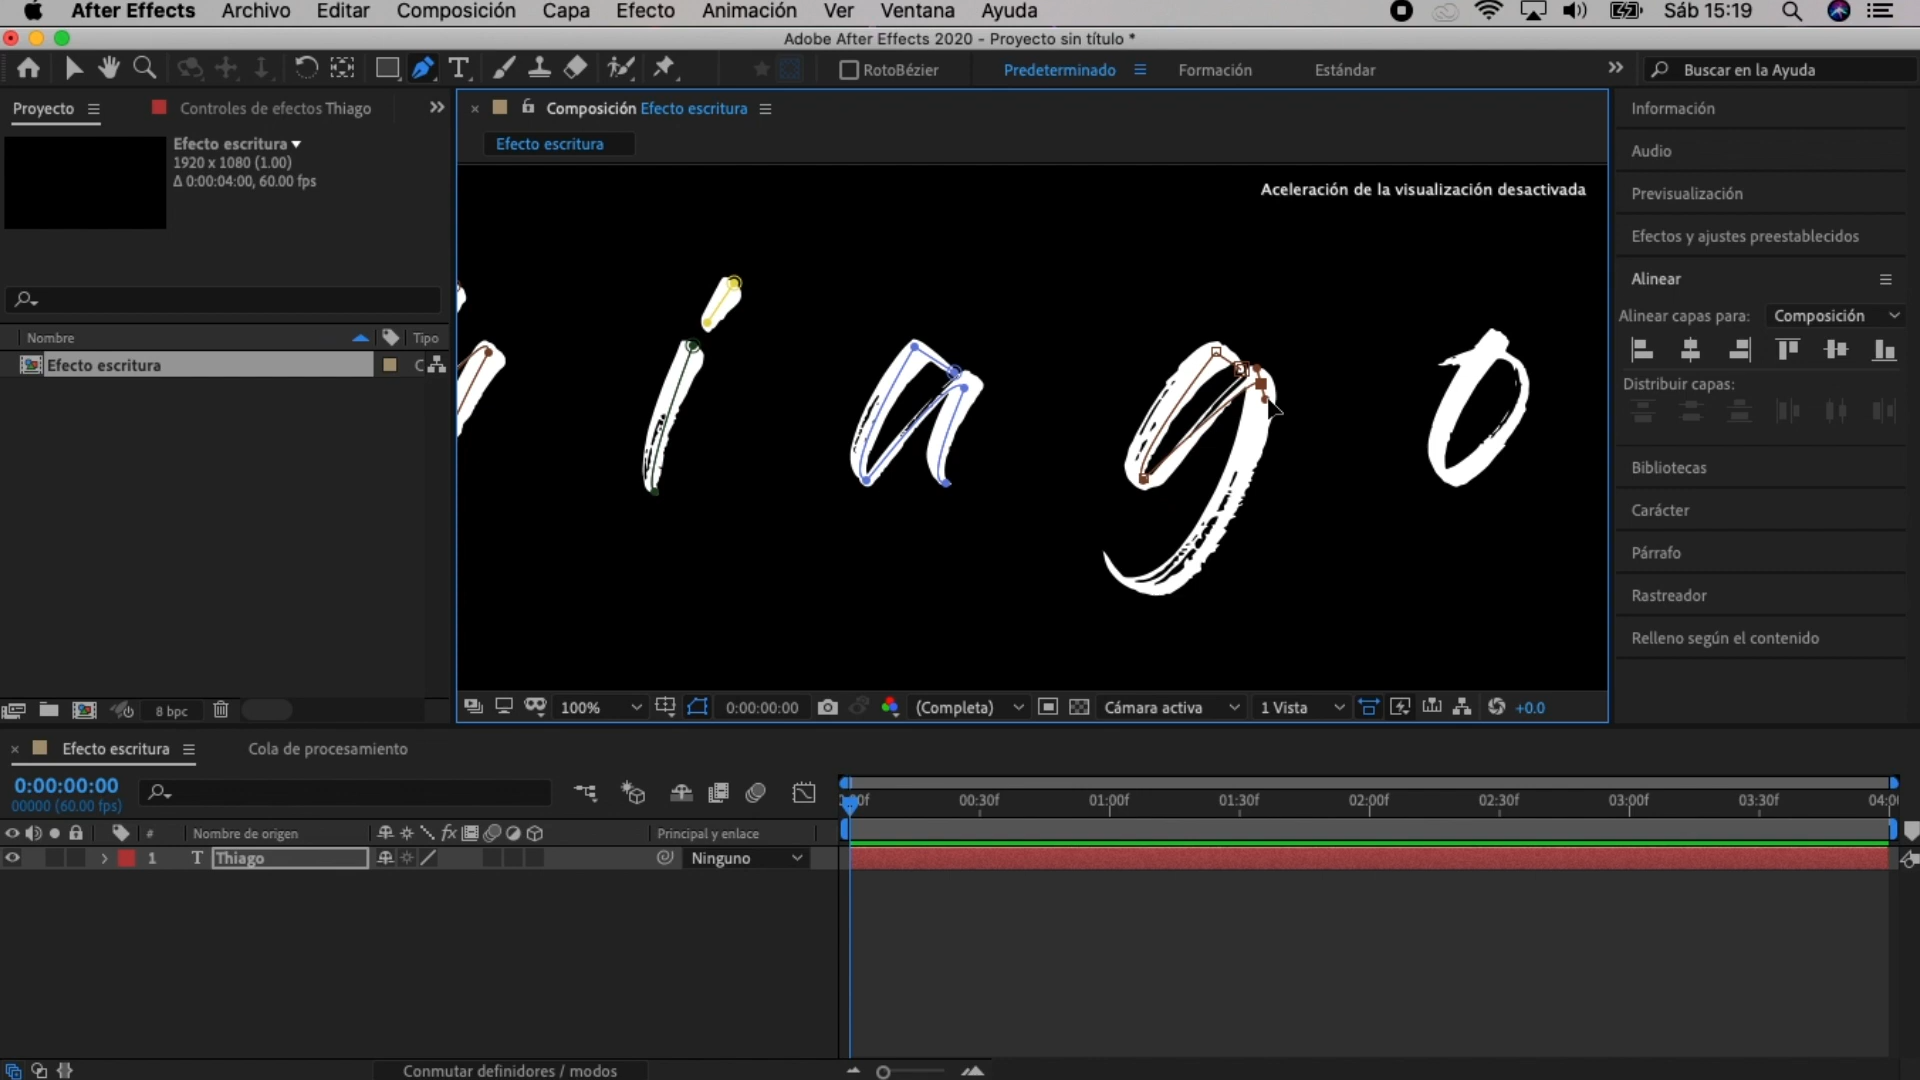 After Effects Archivo Editar Composición Capa Efecto Animación Ver Ventana Ayuda Sáb 15:19
Adobe After Effects 2020 - Proyecto sin título *
RotoBézier Predeterminado Formación Estándar Buscar en la Ayuda
Proyecto Controles de efectos Thiago Composición Efecto escritura
Efecto escritura
1920 x 1080 (1.00)
Δ 0:00:04:00, 60.00 fps
Efecto escritura
Aceleración de la visualización desactivada
i a g o
Nombre Tipo
Efecto escritura C
8 bpc
100% 0:00:00:00 (Completa) Cámara activa 1 Vista +0.0
Información
Audio
Previsualización
Efectos y ajustes preestablecidos
Alinear
Alinear capas para: Composición
Distribuir capas:
Bibliotecas
Carácter
Párrafo
Rastreador
Relleno según el contenido
Efecto escritura Cola de procesamiento
0:00:00:00
00000 (60.00 fps)
00:30f 01:00f 01:30f 02:00f 02:30f 03:00f 03:30f
# Nombre de origen fx Principal y enlace
1 T Thiago Ninguno
Conmutar definidores / modos